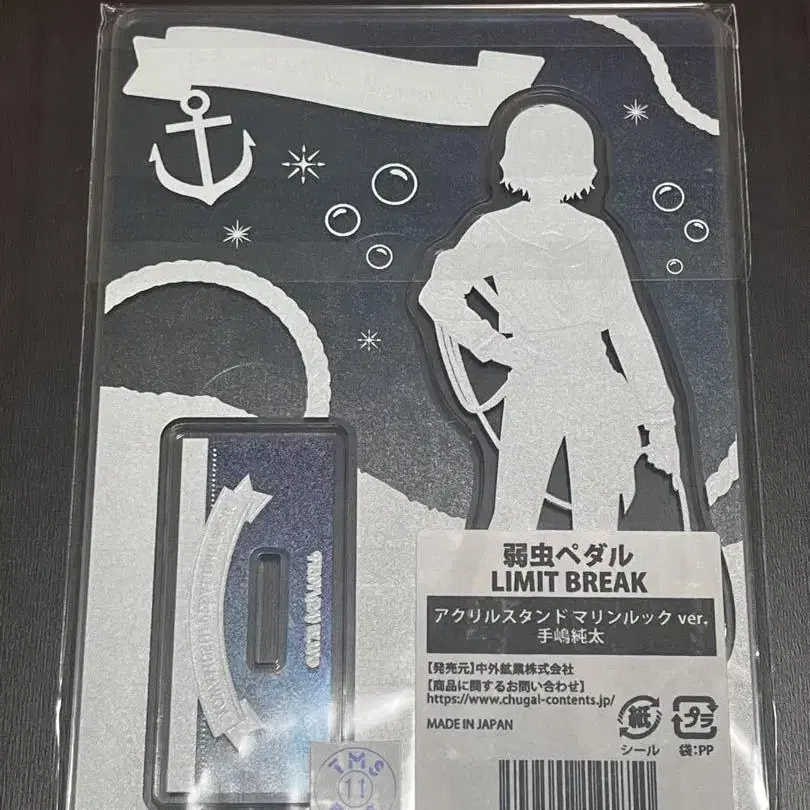 弱虫ペダル
LIMIT BREAK
アクリルスタンド マリンルック ver.
手嶋純太
【発売元】中外鉱業株式会社
【商品に関するお問い合わせ】
https://www.chugai-contents.jp/
MADE IN JAPAN
紙
シール
プラ
袋:PP
TMS
11